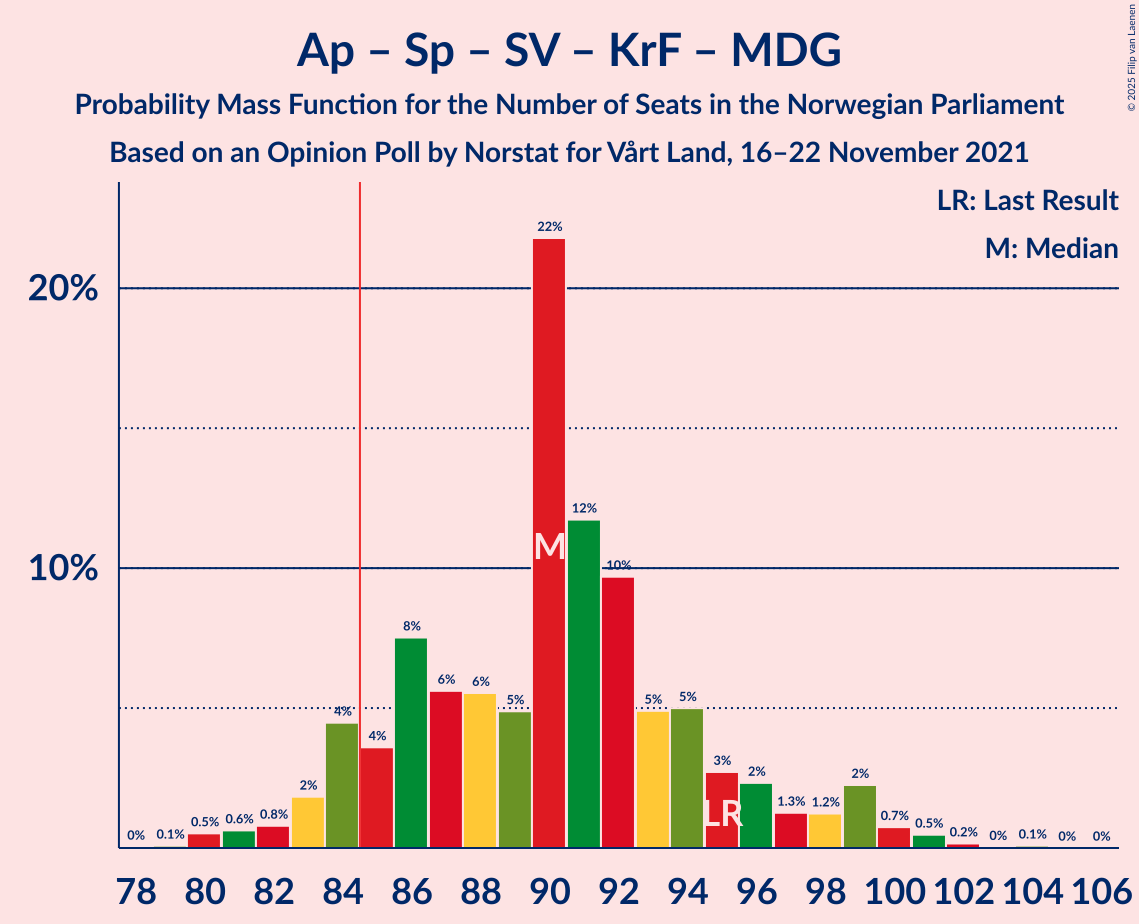 Ap – Sp – SV – KrF – MDG
Probability Mass Function for the Number of Seats in the Norwegian Parliament
Based on an Opinion Poll by Norstat for Vårt Land, 16–22 November 2021
© 2025 Filip van Laenen
LR: Last Result
M: Median
20%
10%
0% 0.1% 0.5% 0.6% 0.8% 2% 4% 4% 8% 6% 6% 5% 22% 12% 10% 5% 5% 3% 2% 1.3% 1.2% 2% 0.7% 0.5% 0.2% 0% 0.1% 0% 0%
M
LR
78 80 82 84 86 88 90 92 94 96 98 100 102 104 106